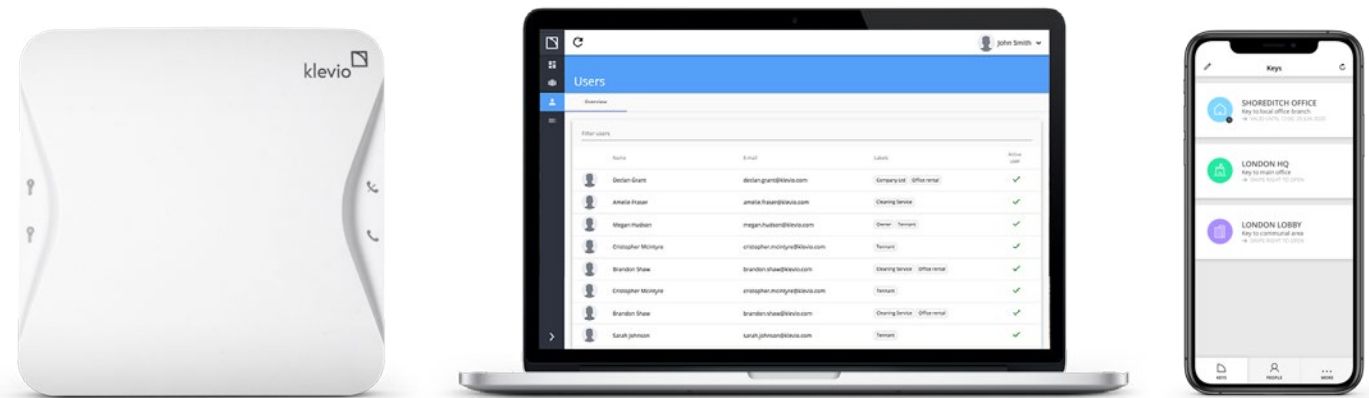 klevio
John Smith
Users
Overview
Filter users
Name E-mail Labels Active user
Declan Grant declan.grant@klevio.com Company Ltd Office rental
Amelie Fraser amelie.fraser@klevio.com Cleaning Service
Megan Hudson megan.hudson@klevio.com Owner Tennant
Cristopher McIntyre cristopher.mcintyre@klevio.com Tennant
Brandon Shaw brandon.shaw@klevio.com Cleaning Service Office rental
Cristopher McIntyre cristopher.mcintyre@klevio.com Tennant
Brandon Shaw brandon.shaw@klevio.com Cleaning Service Office rental
Sarah Johnson sarah.johnson@klevio.com Tennant
Keys
SHOREDITCH OFFICE
Key to local office branch
VALID UNTIL
LONDON HQ
Key to main office
SWIPE RIGHT TO OPEN
LONDON LOBBY
Key to communal area
SWIPE RIGHT TO OPEN
KEYS PEOPLE MORE